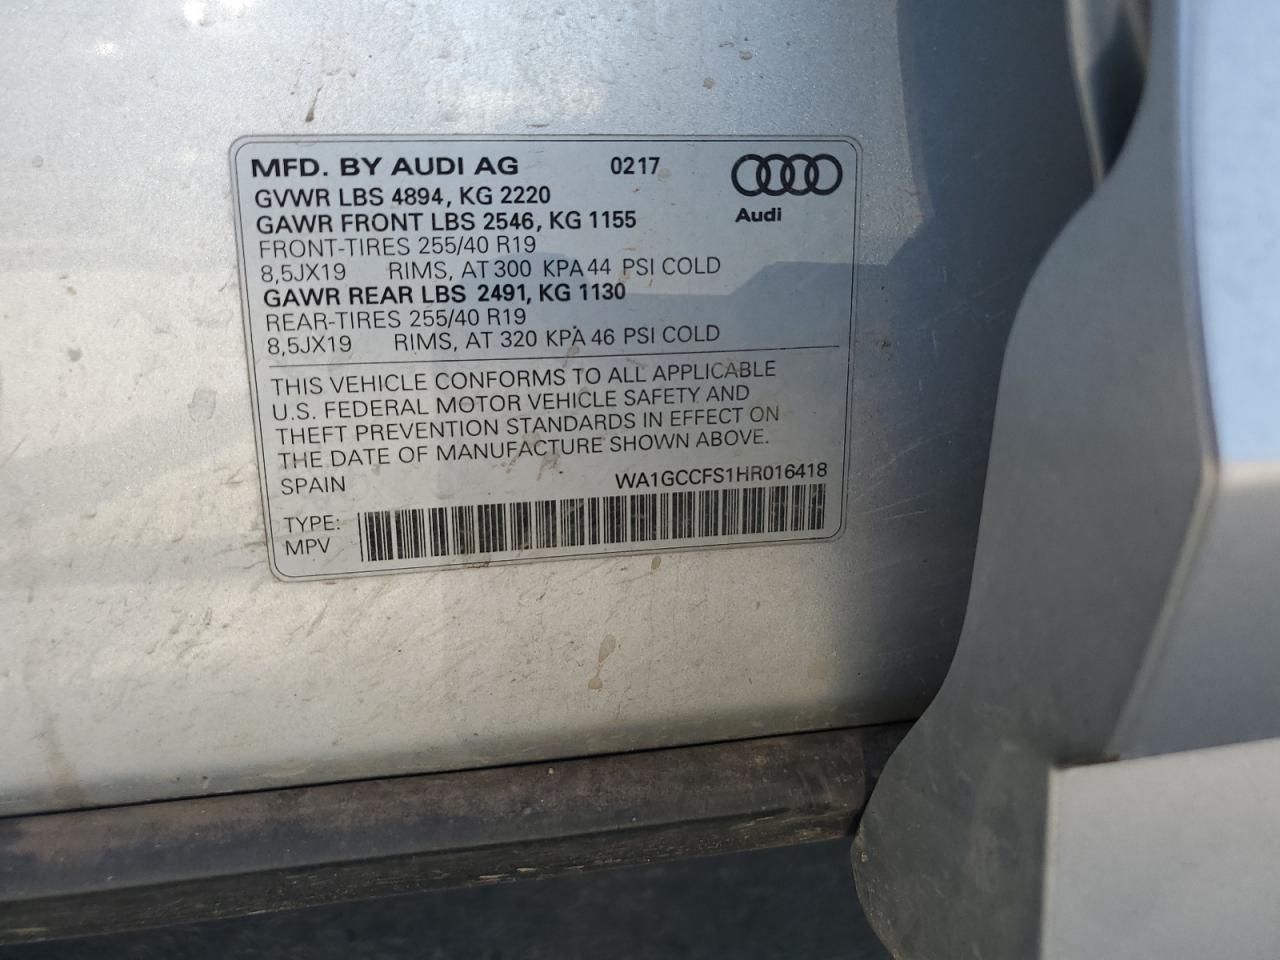 MFD. BY AUDI AG 0217
GVWR LBS 4894, KG 2220
Audi
GAWR FRONT LBS 2546, KG 1155
FRONT-TIRES 255/40 R19
8,5JX19 RIMS, AT 300 KPA 44 PSI COLD
GAWR REAR LBS 2491, KG 1130
REAR-TIRES 255/40 R19
8,5JX19 RIMS, AT 320 KPA 46 PSI COLD
THIS VEHICLE CONFORMS TO ALL APPLICABLE
U.S. FEDERAL MOTOR VEHICLE SAFETY AND
THEFT PREVENTION STANDARDS IN EFFECT ON
THE DATE OF MANUFACTURE SHOWN ABOVE.
SPAIN WA1GCCFS1HR016418
TYPE:
MPV